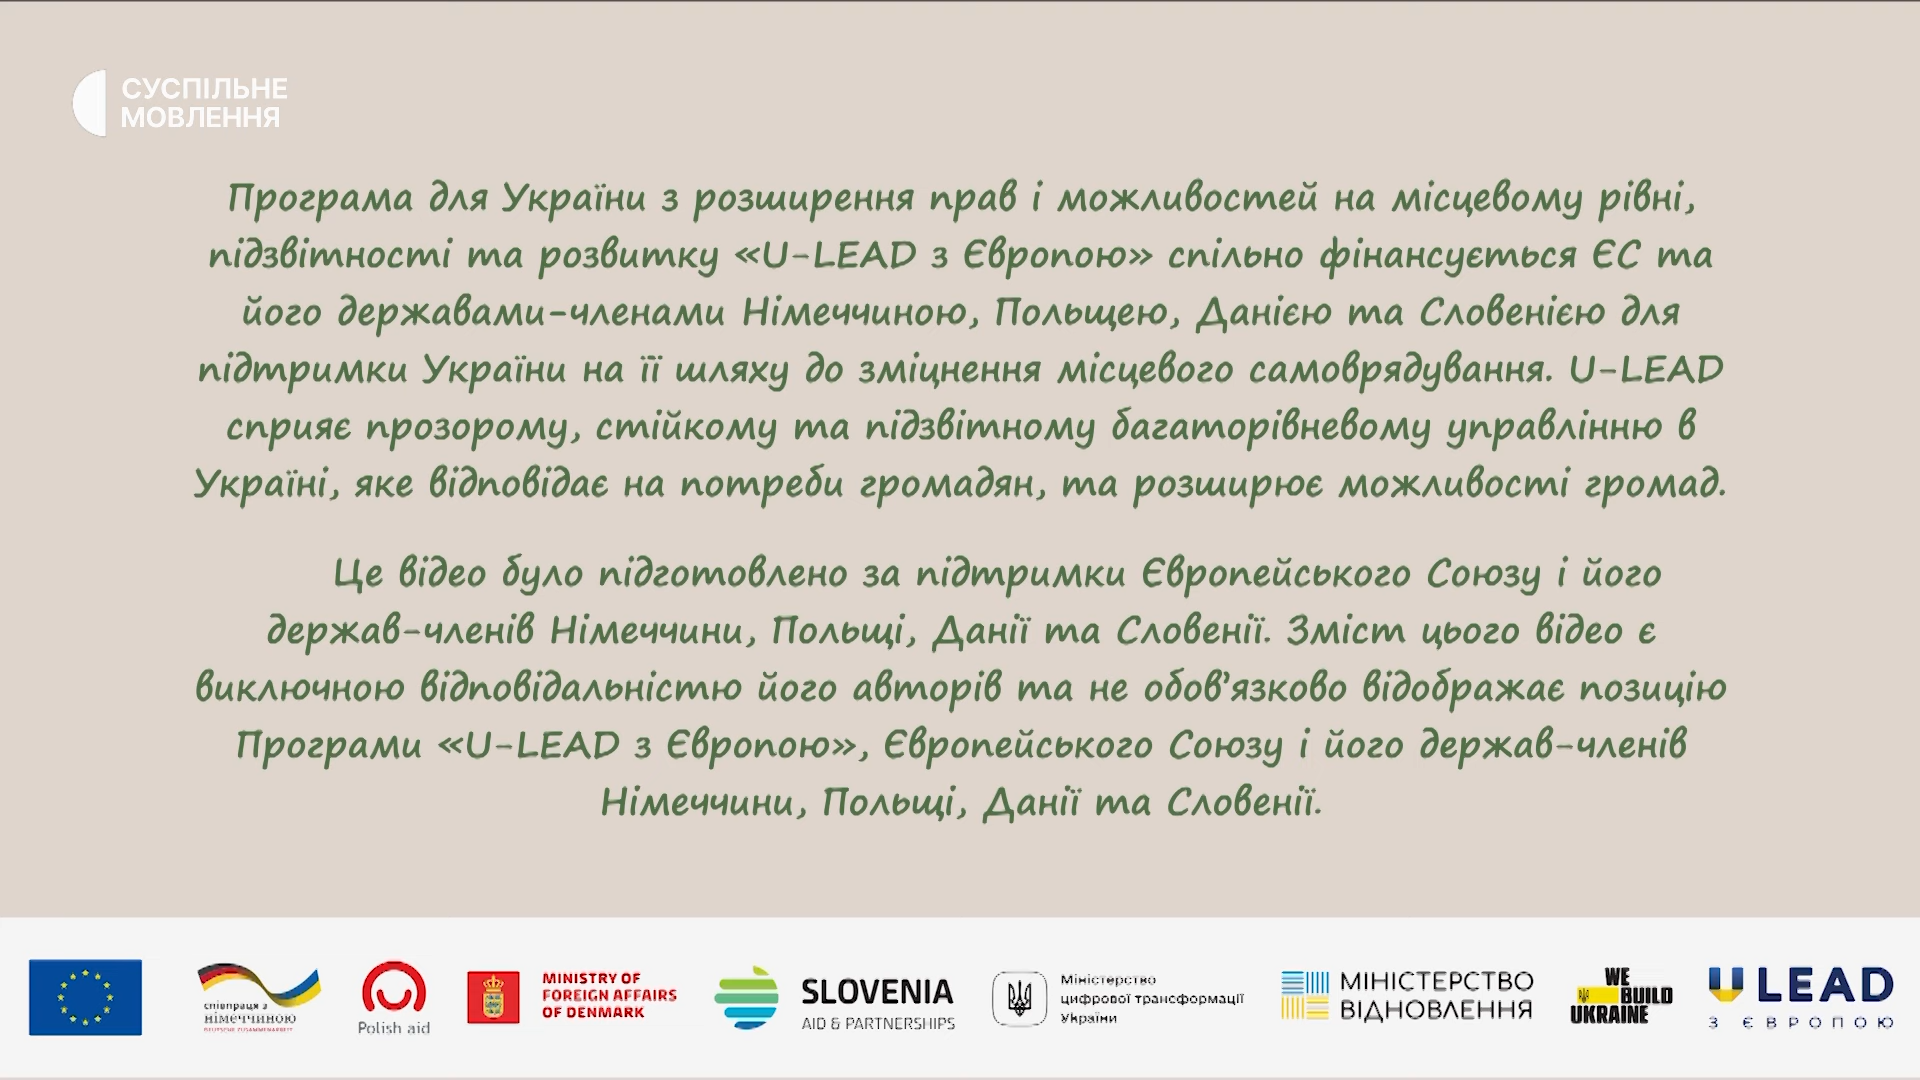 СУСПІЛЬНЕ
МОВЛЕННЯ
Програма для України з розширення прав і можливостей на місцевому рівні,
підзвітності та розвитку «U-LEAD з Європою» спільно фінансується ЄС та
його державами-членами Німеччиною, Польщею, Данією та Словенією для
підтримки України на її шляху до зміцнення місцевого самоврядування. U-LEAD
сприяє прозорому, стійкому та підзвітному багаторівневому управлінню в
Україні, яке відповідає на потреби громадян, та розширює можливості громад.
Це відео було підготовлено за підтримки Європейського Союзу і його
держав-членів Німеччини, Польщі, Данії та Словенії. Зміст цього відео є
виключною відповідальністю його авторів та не обов’язково відображає позицію
Програми «U-LEAD з Європою», Європейського Союзу і його держав-членів
Німеччини, Польщі, Данії та Словенії.
співпраця з
німеччиною
DEUTSCHE ZUSAMMENARBEIT
Polish aid
MINISTRY OF
FOREIGN AFFAIRS
OF DENMARK
SLOVENIA
AID & PARTNERSHIPS
Міністерство
цифрової трансформації
України
МІНІСТЕРСТВО
ВІДНОВЛЕННЯ
WE
BUILD
UKRAINE
U LEAD
З ЄВРОПОЮ